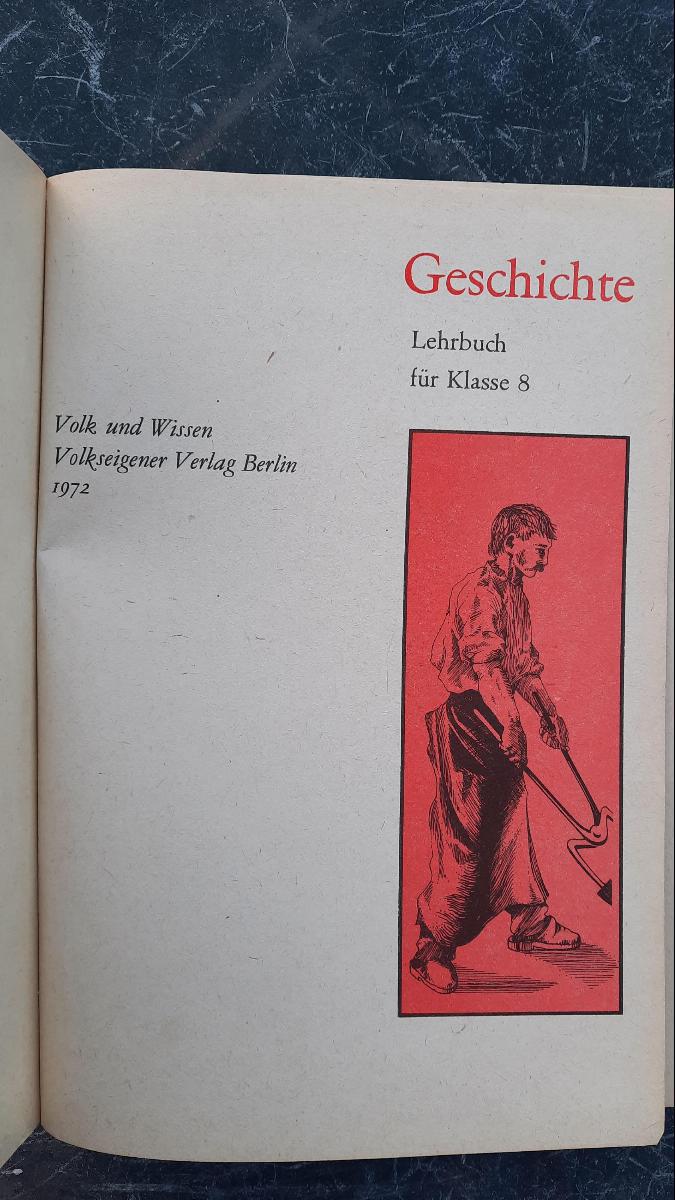 Geschichte
Lehrbuch
für Klasse 8
Volk und Wissen
Volkseigener Verlag Berlin
1972